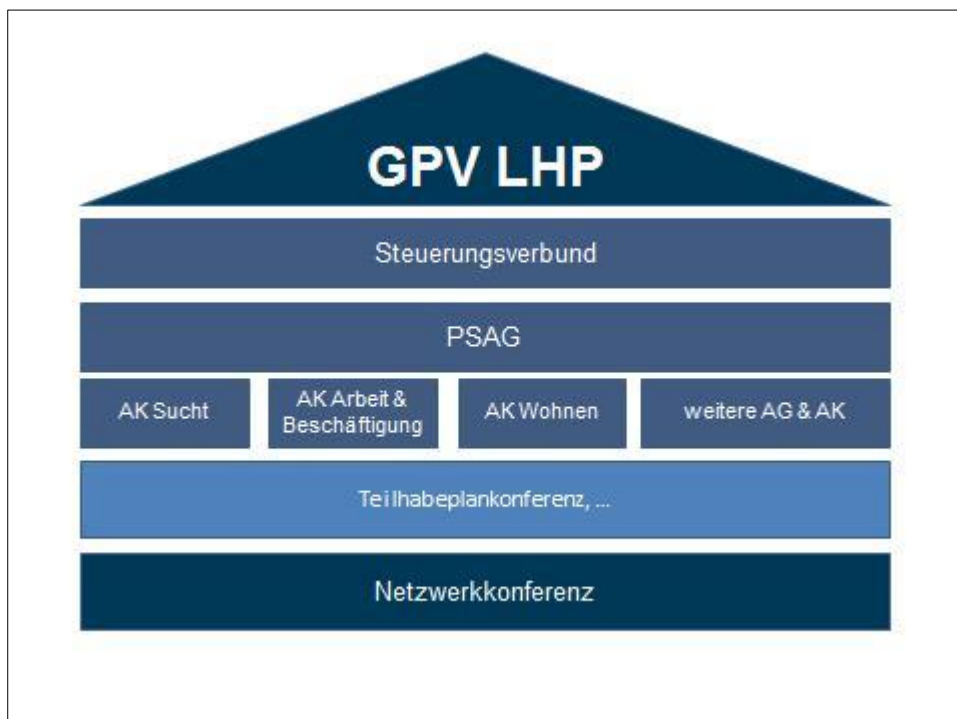 GPV LHP
Steuerungsverbund
PSAG
AK Sucht
AK Arbeit &
Beschäftigung
AK Wohnen
weitere AG & AK
Teilhabeplankonferenz, ...
Netzwerkkonferenz